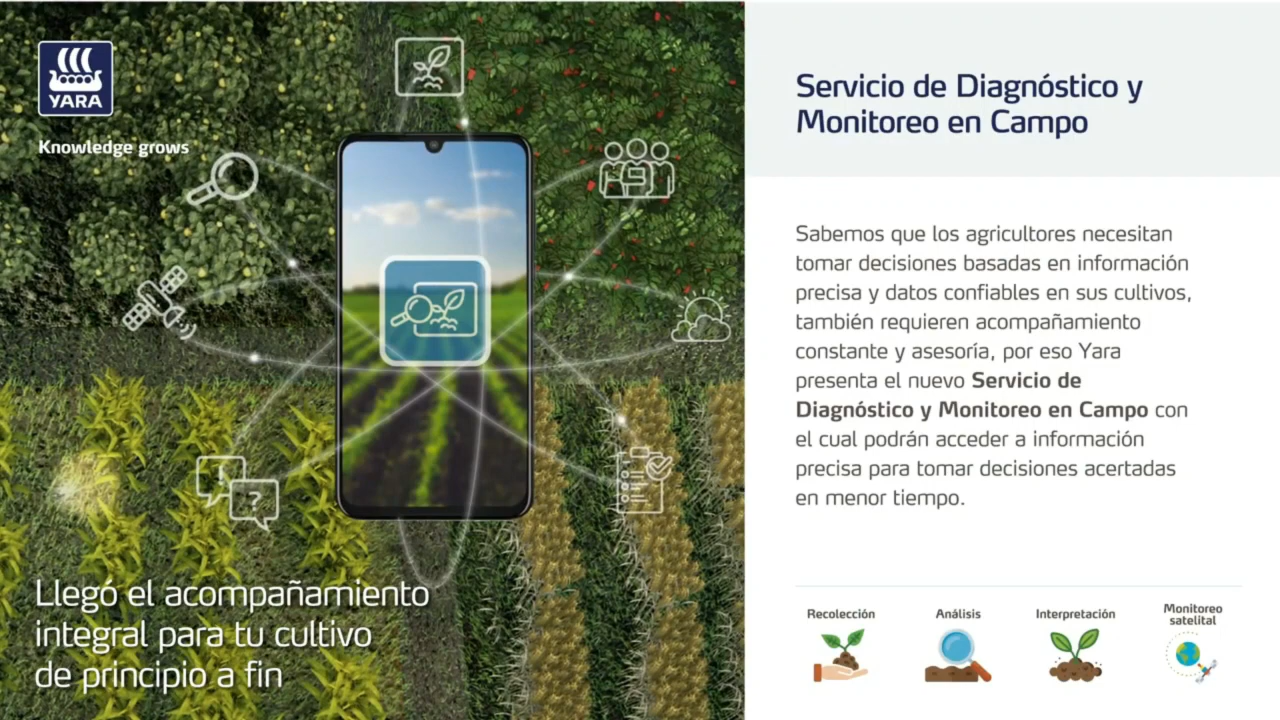 YARA
Knowledge grows
Llegó el acompañamiento
integral para tu cultivo
de principio a fin
Servicio de Diagnóstico y
Monitoreo en Campo
Sabemos que los agricultores necesitan
tomar decisiones basadas en información
precisa y datos confiables en sus cultivos,
también requieren acompañamiento
constante y asesoría, por eso Yara
presenta el nuevo Servicio de
Diagnóstico y Monitoreo en Campo con
el cual podrán acceder a información
precisa para tomar decisiones acertadas
en menor tiempo.
Recolección
Análisis
Interpretación
Monitoreo
satelital